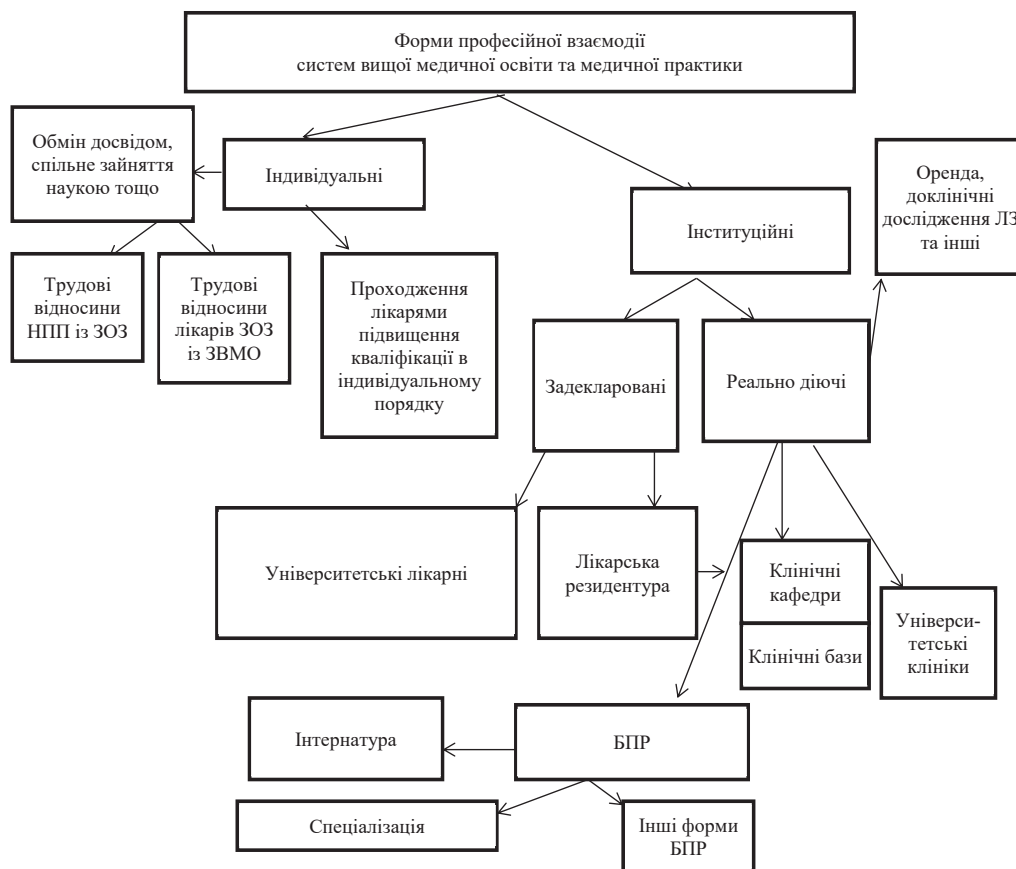 Форми професійної взаємодії
систем вищої медичної освіти та медичної практики
Обмін досвідом,
спільне зайняття
наукою тощо
Індивідуальні
Оренда,
доклінічні
дослідження ЛЗ
та інші
Інституційні
Трудові
відносини
НПП із ЗОЗ
Трудові
відносини
лікарів ЗОЗ
із ЗВМО
Проходження
лікарями
підвищення
кваліфікації в
індивідуальному
порядку
Задекларовані
Реально діючі
Університетські лікарні
Лікарська
резидентура
Клінічні
кафедри
Клінічні бази
Універси-
тетські
клініки
Інтернатура
БПР
Спеціалізація
Інші форми
БПР